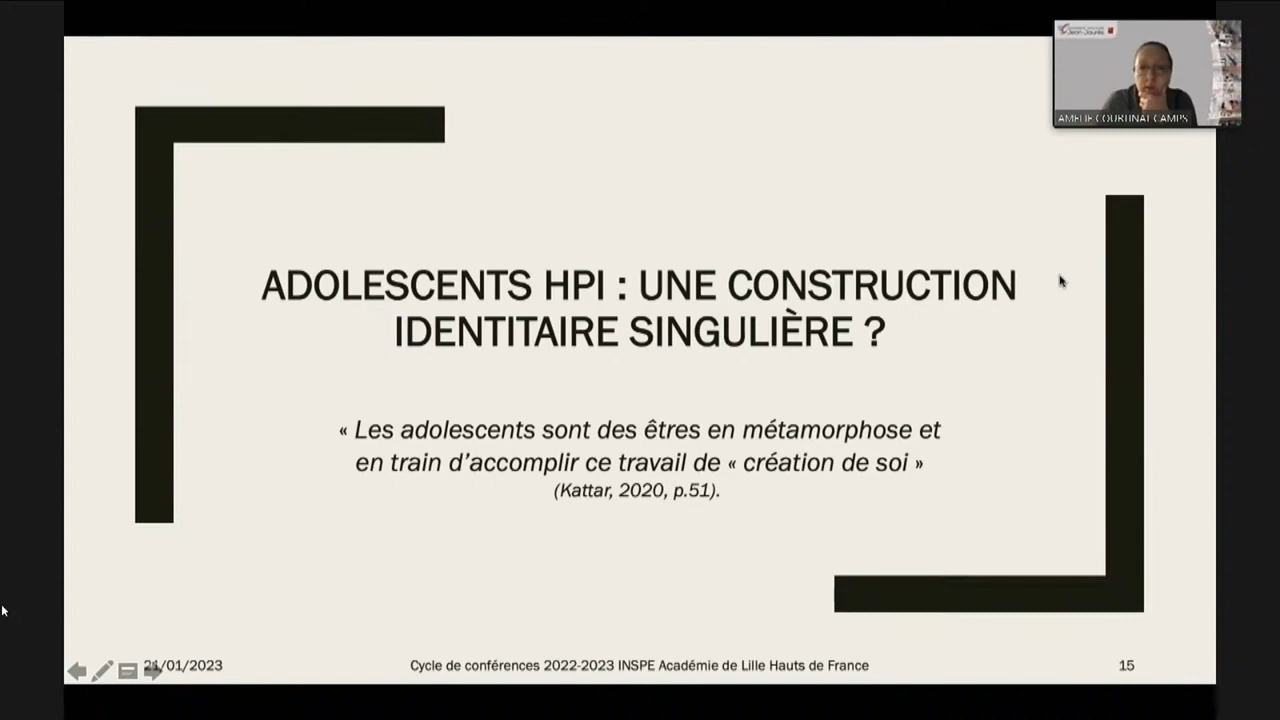 Jean Jaurès
AMELIE COURTINAT-CAMPS
ADOLESCENTS HPI : UNE CONSTRUCTION
IDENTITAIRE SINGULIÈRE ?
« Les adolescents sont des êtres en métamorphose et
en train d’accomplir ce travail de « création de soi »
(Kattar, 2020, p.51).
21/01/2023
Cycle de conférences 2022-2023 INSPE Académie de Lille Hauts de France
15